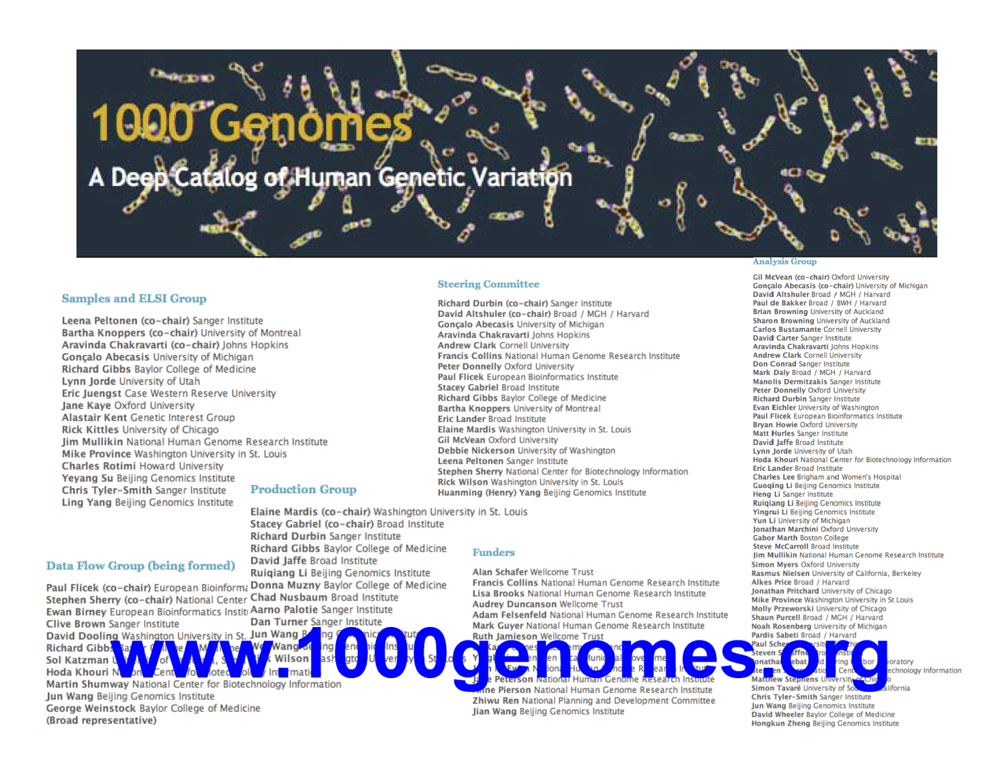 1000 Genomes
A Deep Catalog of Human Genetic Variation
Samples and ELSI Group
Leena Peltonen (co-chair) Sanger Institute
Bartha Knoppers (co-chair) University of Montreal
Aravinda Chakravarti (co-chair) Johns Hopkins
Gonçalo Abecasis University of Michigan
Richard Gibbs Baylor College of Medicine
Lynn Jorde University of Utah
Eric Juengst Case Western Reserve University
Jane Kaye Oxford University
Alastair Kent Genetic Interest Group
Rick Kittles University of Chicago
Jim Mullikin National Human Genome Research Institute
Mike Province Washington University in St. Louis
Charles Rotimi Howard University
Yeyang Su Beijing Genomics Institute
Chris Tyler-Smith Sanger Institute
Ling Yang Beijing Genomics Institute
Data Flow Group (being formed)
Paul Flicek (co-chair) European Bioinforma
Stephen Sherry (co-chair) National Center
Ewan Birney European Bioinformatics Instit
Clive Brown Sanger Institute
David Dooling Washington University in St.
Richard Gibbs
Sol Katzman
Hoda Khouri
Martin Shumway National Center for Biotechnology Information
Jun Wang Beijing Genomics Institute
George Weinstock Baylor College of Medicine
(Broad representative)
Production Group
Elaine Mardis (co-chair) Washington University in St. Louis
Stacey Gabriel (co-chair) Broad Institute
Richard Durbin Sanger Institute
Richard Gibbs Baylor College of Medicine
David Jaffe Broad Institute
Ruiqiang Li Beijing Genomics Institute
Donna Muzny Baylor College of Medicine
Chad Nusbaum Broad Institute
Aarno Palotie Sanger Institute
Dan Turner Sanger Institute
Jun Wang
Wang
Wilson
Steering Committee
Richard Durbin (co-chair) Sanger Institute
David Altshuler (co-chair) Broad / MGH / Harvard
Gonçalo Abecasis University of Michigan
Aravinda Chakravarti Johns Hopkins
Andrew Clark Cornell University
Francis Collins National Human Genome Research Institute
Peter Donnelly Oxford University
Paul Flicek European Bioinformatics Institute
Stacey Gabriel Broad Institute
Richard Gibbs Baylor College of Medicine
Bartha Knoppers University of Montreal
Eric Lander Broad Institute
Elaine Mardis Washington University in St. Louis
Gil McVean Oxford University
Debbie Nickerson University of Washington
Leena Peltonen Sanger Institute
Stephen Sherry National Center for Biotechnology Information
Rick Wilson Washington University in St. Louis
Huanming (Henry) Yang Beijing Genomics Institute
Funders
Alan Schafer Wellcome Trust
Francis Collins National Human Genome Research Institute
Lisa Brooks National Human Genome Research Institute
Audrey Duncanson Wellcome Trust
Adam Felsenfeld National Human Genome Research Institute
Mark Guyer National Human Genome Research Institute
Ruth Jamieson Wellcome Trust
Peterson National Human Genome Research Institute
Pierson National Human Genome Research Institute
Zhiwu Ren National Planning and Development Committee
Jian Wang Beijing Genomics Institute
Analysis Group
Gil McVean (co-chair) Oxford University
Gonçalo Abecasis (co-chair) University of Michigan
David Altshuler Broad / MGH / Harvard
Paul de Bakker Broad / BWH / Harvard
Brian Browning University of Auckland
Sharon Browning University of Auckland
Carlos Bustamante Cornell University
David Carter Sanger Institute
Aravinda Chakravarti Johns Hopkins
Andrew Clark Cornell University
Don Conrad Sanger Institute
Mark Daly Broad / MGH / Harvard
Manolis Dermitzakis Sanger Institute
Peter Donnelly Oxford University
Richard Durbin Sanger Institute
Evan Eichler University of Washington
Paul Flicek European Bioinformatics Institute
Bryan Howie Oxford University
Matt Hurles Sanger Institute
David Jaffe Broad Institute
Lynn Jorde University of Utah
Hoda Khouri National Center for Biotechnology Information
Eric Lander Broad Institute
Charles Lee Brigham and Women's Hospital
Guoqing Li Beijing Genomics Institute
Heng Li Sanger Institute
Ruiqiang Li Beijing Genomics Institute
Yingrui Li Beijing Genomics Institute
Yun Li University of Michigan
Jonathan Marchini Oxford University
Gabor Marth Boston College
Steve McCarroll Broad Institute
Jim Mullikin National Human Genome Research Institute
Simon Myers Oxford University
Rasmus Nielsen University of California, Berkeley
Alkes Price Broad / Harvard
Jonathan Pritchard University of Chicago
Mike Province Washington University in St Louis
Molly Przeworski University of Chicago
Shaun Purcell Broad / MGH / Harvard
Noah Rosenberg University of Michigan
Pardis Sabeti Broad / Harvard
Paul
Steven
Matthew Stephens University
Simon Tavaré University of
Chris Tyler-Smith Sanger Institute
Jun Wang Beijing Genomics Institute
David Wheeler Baylor College of Medicine
Hongkun Zheng Beijing Genomics Institute
www.1000genomes.org